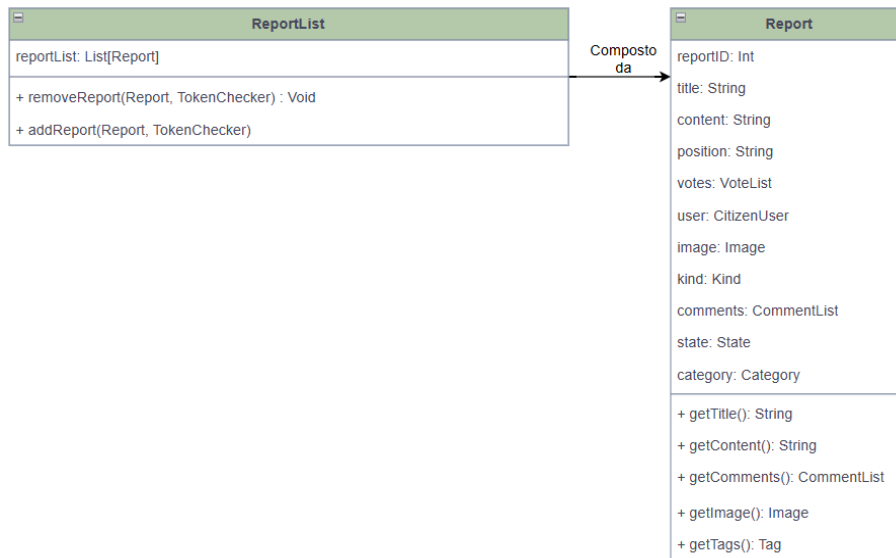 ReportList
reportList: List[Report]
+ removeReport(Report, TokenChecker) : Void
+ addReport(Report, TokenChecker)
Composto
da
Report
reportID: Int
title: String
content: String
position: String
votes: VoteList
user: CitizenUser
image: Image
kind: Kind
comments: CommentList
state: State
category: Category
+ getTitle(): String
+ getContent(): String
+ getComments(): CommentList
+ getImage(): Image
+ getTags(): Tag